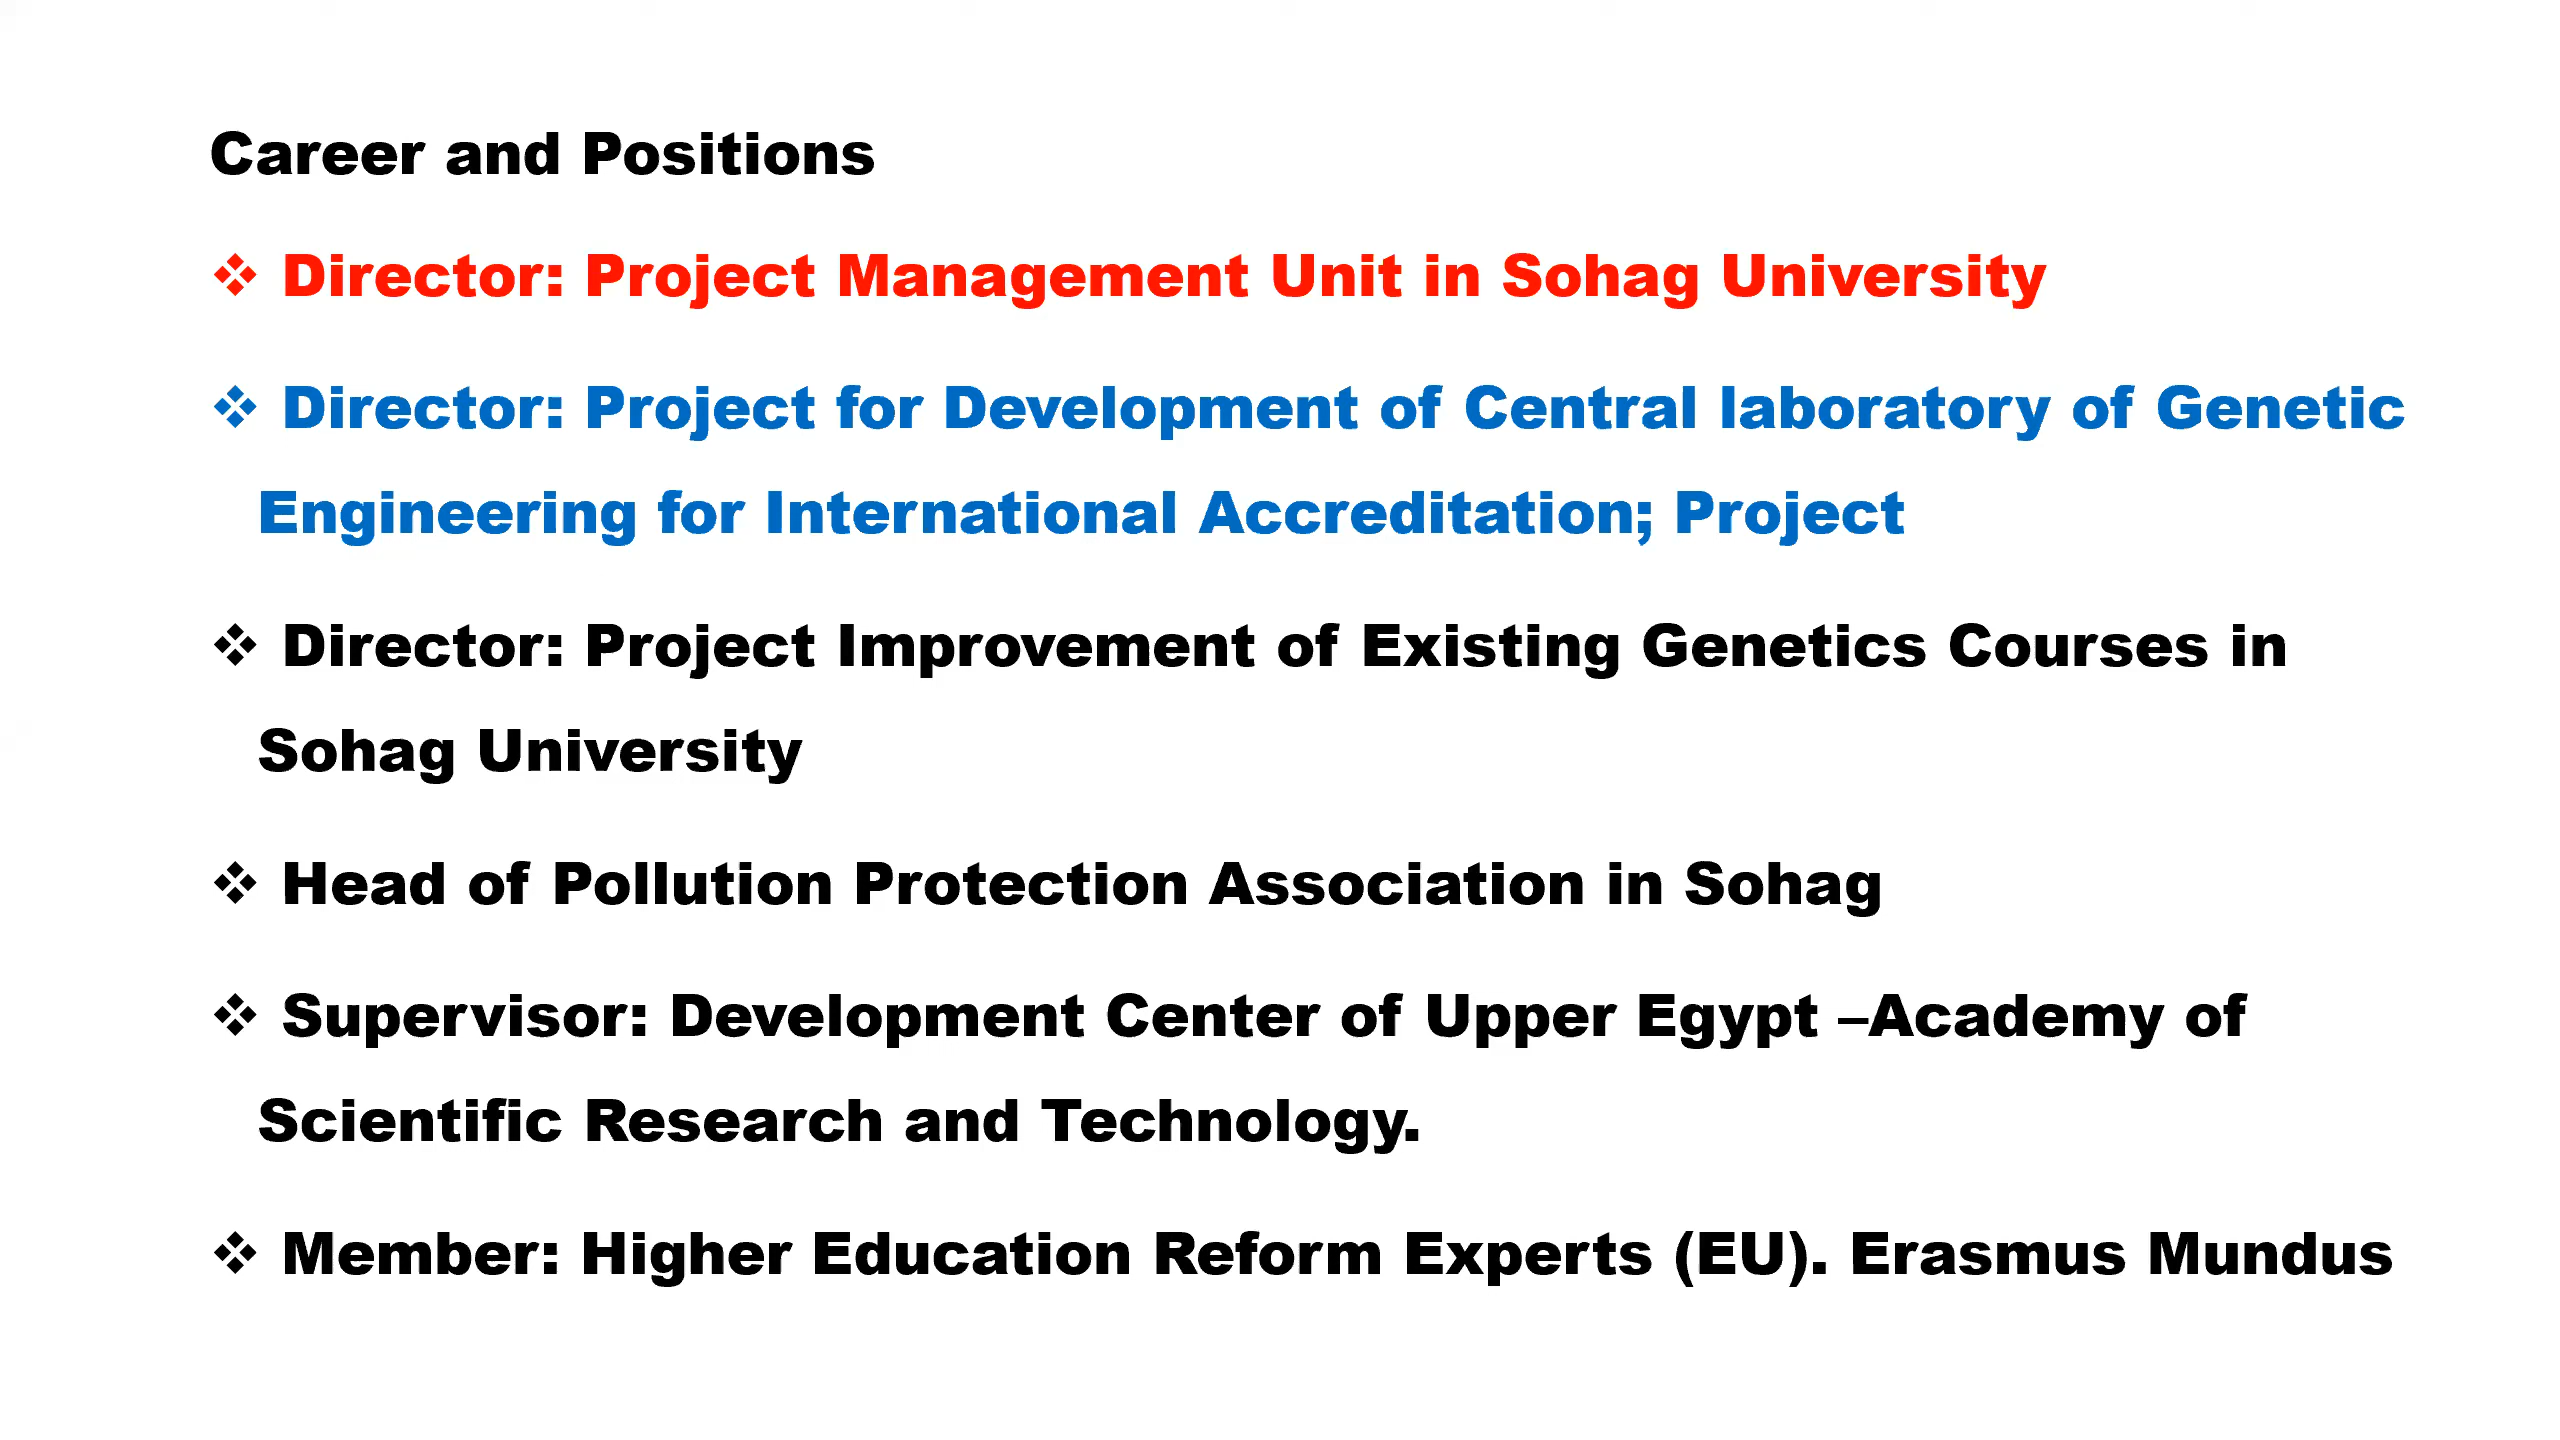 Career and Positions
❖ Director: Project Management Unit in Sohag University
❖ Director: Project for Development of Central laboratory of Genetic
Engineering for International Accreditation; Project
❖ Director: Project Improvement of Existing Genetics Courses in
Sohag University
❖ Head of Pollution Protection Association in Sohag
❖ Supervisor: Development Center of Upper Egypt –Academy of
Scientific Research and Technology.
❖ Member: Higher Education Reform Experts (EU). Erasmus Mundus